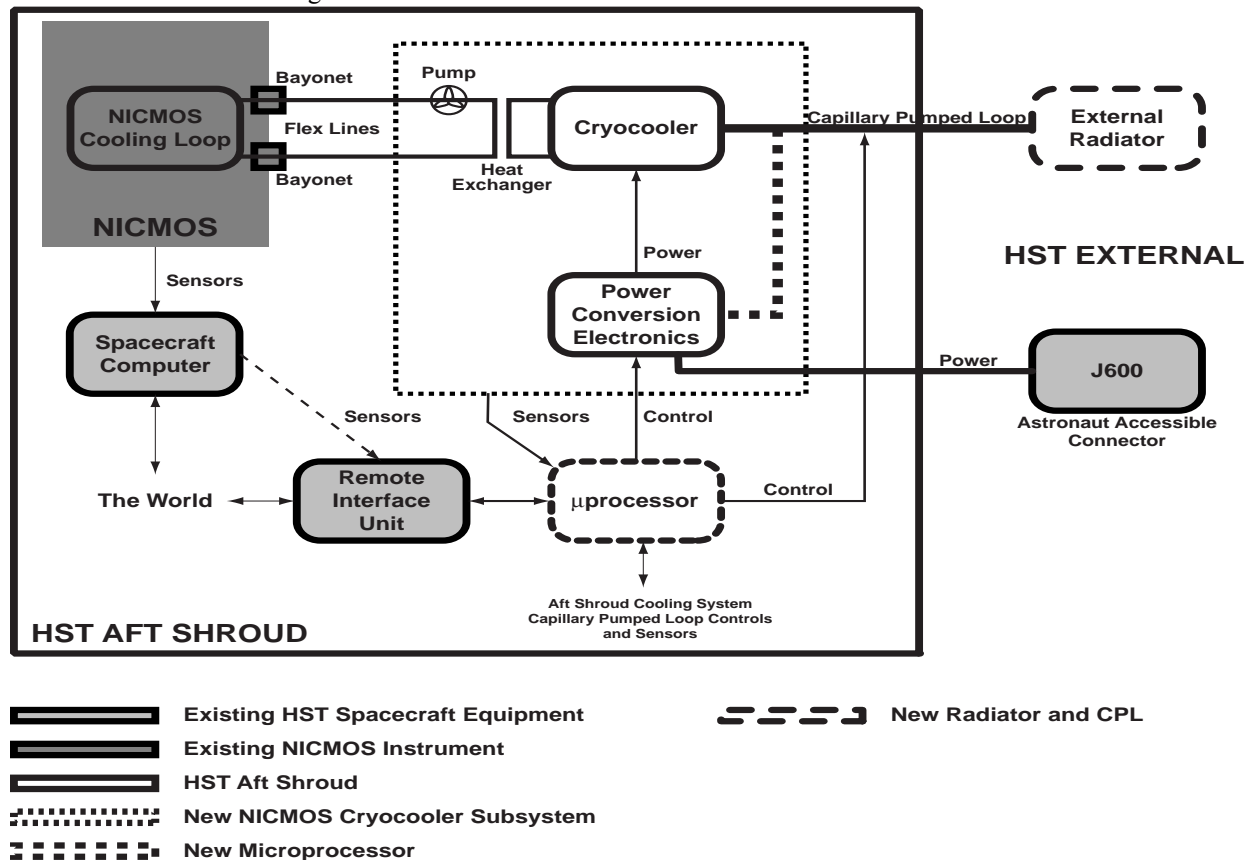 Bayonet
Pump
NICMOS
Cooling Loop
Flex Lines
Cryocooler
Capillary Pumped Loop
External
Radiator
Bayonet
Heat
Exchanger
NICMOS
Sensors
Power
HST EXTERNAL
Spacecraft
Computer
Power
Conversion
Electronics
Power
J600
Astronaut Accessible
Connector
Sensors
Sensors
Control
The World
Remote
Interface
Unit
μprocessor
Control
Aft Shroud Cooling System
Capillary Pumped Loop Controls
and Sensors
HST AFT SHROUD
Existing HST Spacecraft Equipment
New Radiator and CPL
Existing NICMOS Instrument
HST Aft Shroud
New NICMOS Cryocooler Subsystem
New Microprocessor